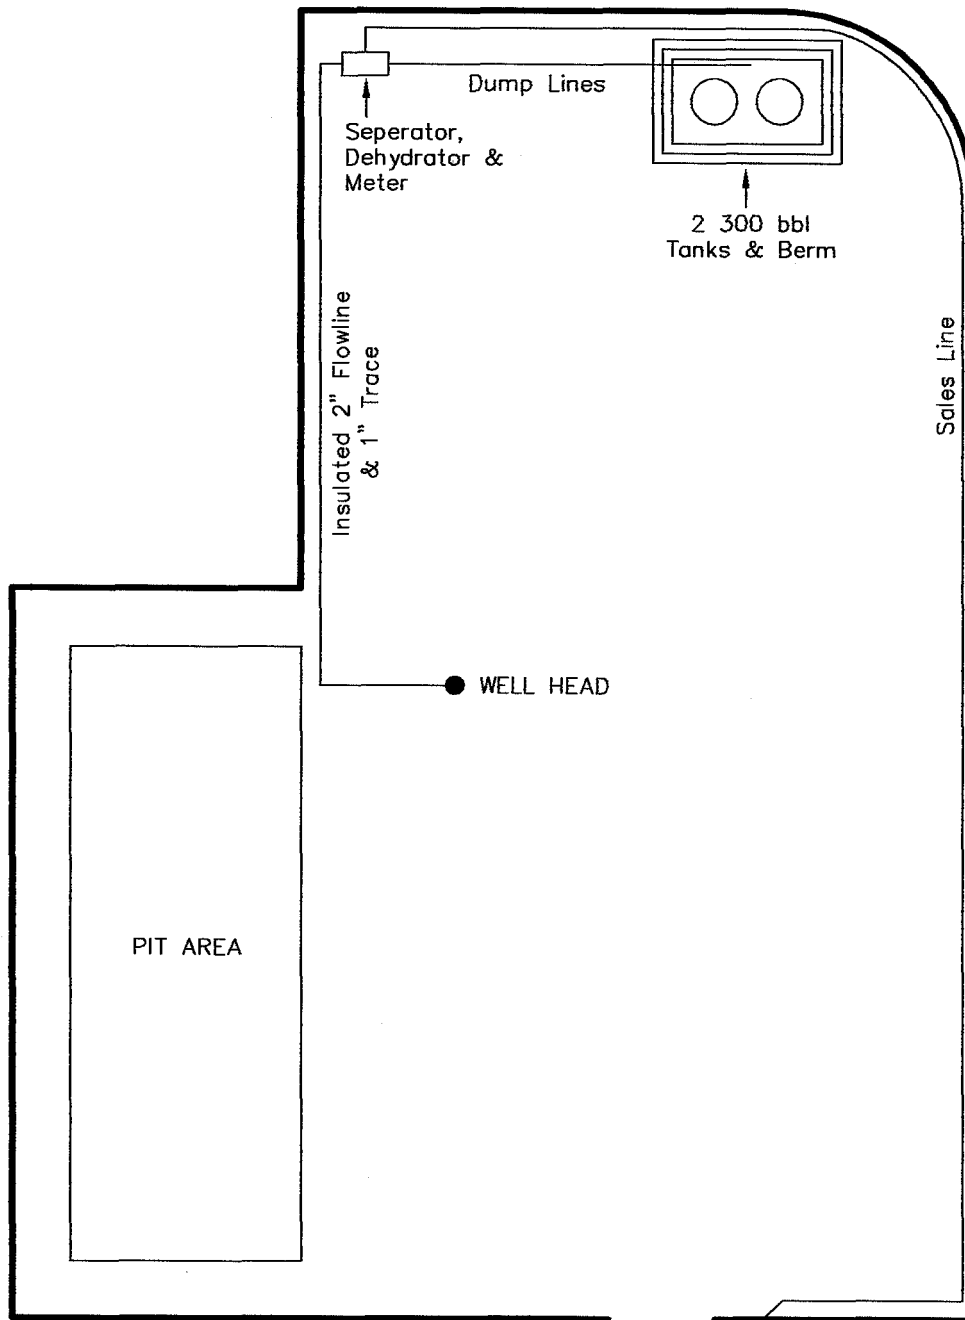 Dump Lines
Seperator,
Dehydrator &
Meter
2 300 bbl
Tanks & Berm
Insulated 2" Flowline
& 1" Trace
Sales Line
WELL HEAD
PIT AREA